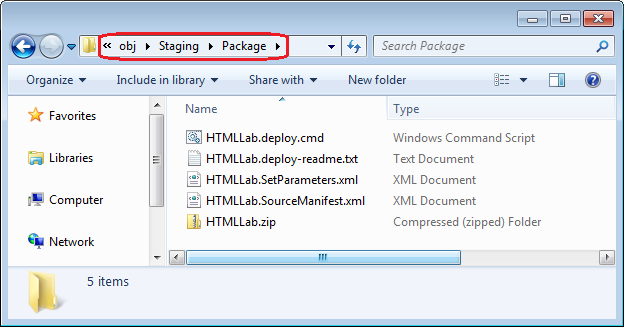 « obj Staging Package Search Package
Organize Include in library Share with New folder
Favorites
Libraries
Computer
Network
Name Type
HTMLLab.deploy.cmd Windows Command Script
HTMLLab.deploy-readme.txt Text Document
HTMLLab.SetParameters.xml XML Document
HTMLLab.SourceManifest.xml XML Document
HTMLLab.zip Compressed (zipped) Folder
5 items